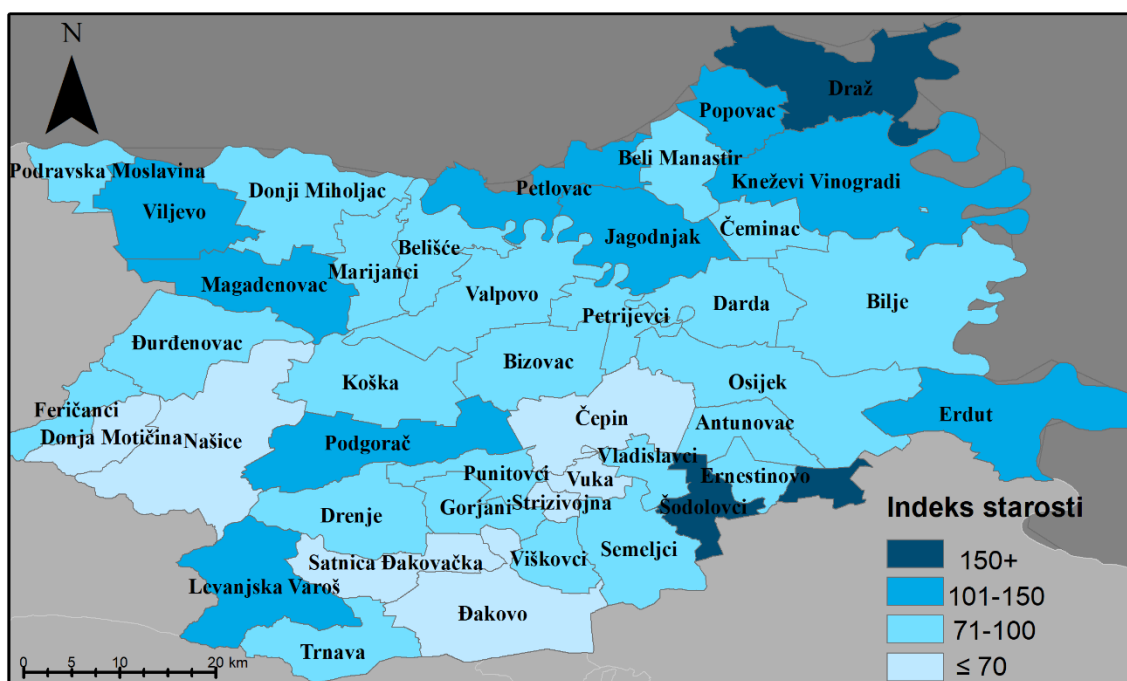 N
Draž
Popovac
Beli Manastir
Podravska Moslavina
Donji Miholjac
Petlovac
Kneževi Vinogradi
Viljevo
Čeminac
Jagodnjak
Belišće
Marijanci
Magadenovac
Valpovo
Darda
Bilje
Petrijevci
Đurđenovac
Bizovac
Koška
Osijek
Feričanci
Čepin
Erdut
Antunovac
Donja Motičina
Našice
Podgorač
Vladislavci
Punitovci
Vuka
Ernestinovo
Strizivojna
Gorjani
Šodolovci
Drenje
Semeljci
Satnica Đakovačka
Viškovci
Levanjska Varoš
Đakovo
Trnava
Indeks starosti
150+
101-150
71-100
≤ 70
0 5 10 20 km